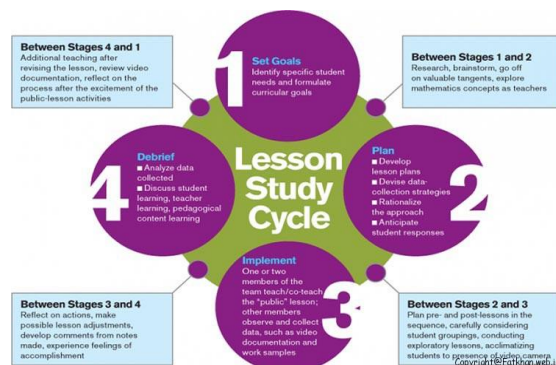 Between Stages 4 and 1
Additional teaching after
revising the lesson, review video
documentation, reflect on the
process after the excitement of the
public-lesson activities
1
Set Goals
Identify specific student
needs and formulate
curricular goals
Between Stages 1 and 2
Research, brainstorm, go off
on valuable tangents, explore
mathematics concepts as teachers
4
Debrief
■ Analyze data
collected
■ Discuss student
learning, teacher
learning, pedagogical
content learning
Lesson
Study
Cycle
Plan
■ Develop
lesson plans
■ Devise data-
collection strategies
■ Rationalize
the approach
■ Anticipate
student responses
2
Implement
One or two
members of the
team teach/co-teach
the "public" lesson;
other members
observe and collect
data, such as video
documentation and
work samples
3
Between Stages 3 and 4
Reflect on actions, make
possible lesson adjustments,
develop comments from notes
made, experience feelings of
accomplishment
Between Stages 2 and 3
Plan pre- and post-lessons in the
sequence, carefully considering
student groupings, conducting
exploratory lessons, acclimatizing
students to presence of video camera
Copyright@Fatkhan.web.i